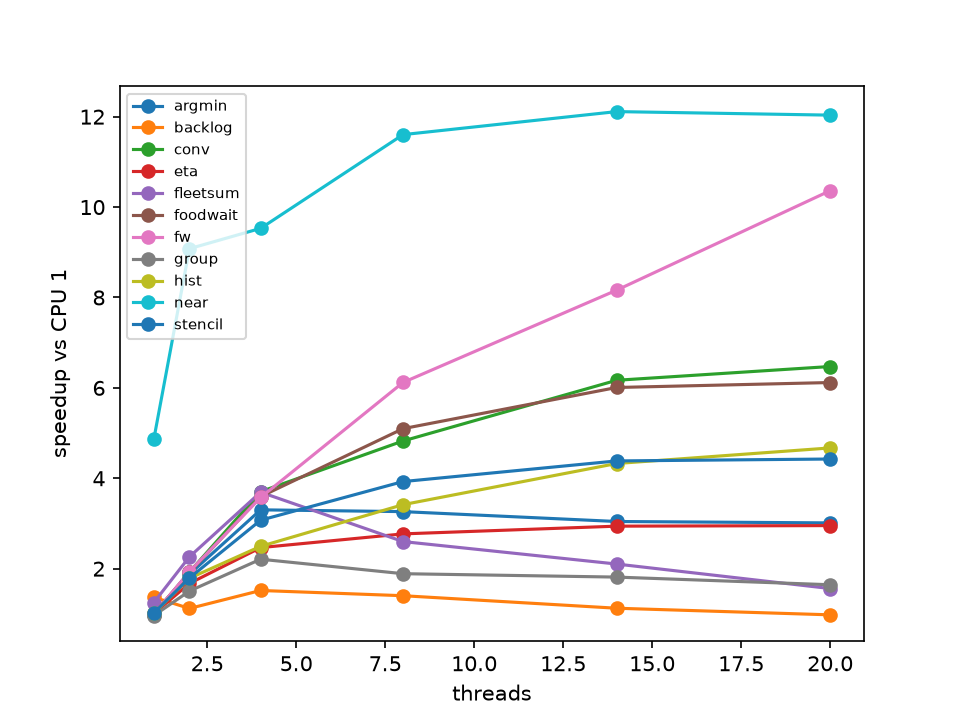 12
10
8
6
4
2
speedup vs CPU 1
argmin
backlog
conv
eta
fleetsum
foodwait
fw
group
hist
near
stencil
2.5 5.0 7.5 10.0 12.5 15.0 17.5 20.0
threads